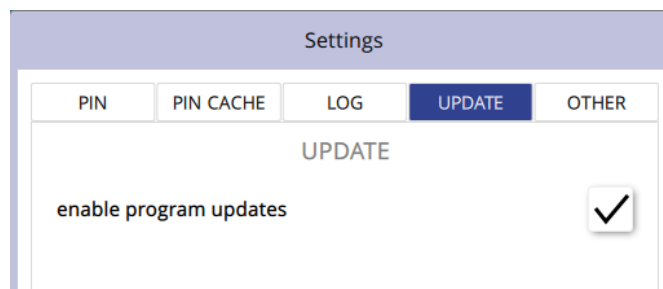 Settings
PIN PIN CACHE LOG UPDATE OTHER
UPDATE
enable program updates